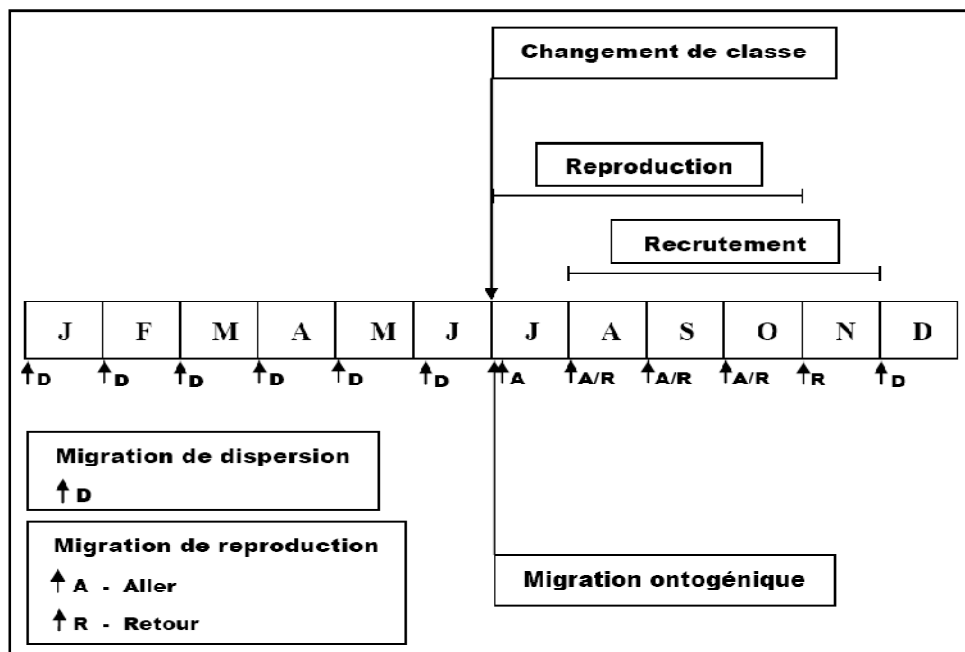 Changement de classe
Reproduction
Recrutement
J F M A M J J A S O N D
D D D D D D A A/R A/R A/R R D
Migration de dispersion
D
Migration de reproduction
A - Aller
R - Retour
Migration ontogénique